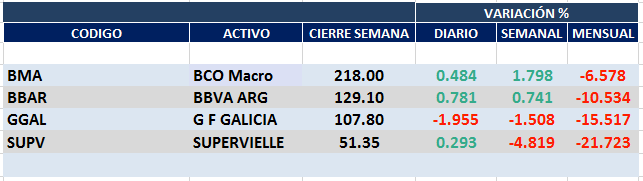 VARIACIÓN %
CODIGO ACTIVO CIERRE SEMANA DIARIO SEMANAL MENSUAL
BMA BCO Macro 218.00 0.484 1.798 -6.578
BBAR BBVA ARG 129.10 0.781 0.741 -10.534
GGAL G F GALICIA 107.80 -1.955 -1.508 -15.517
SUPV SUPERVIELLE 51.35 0.293 -4.819 -21.723